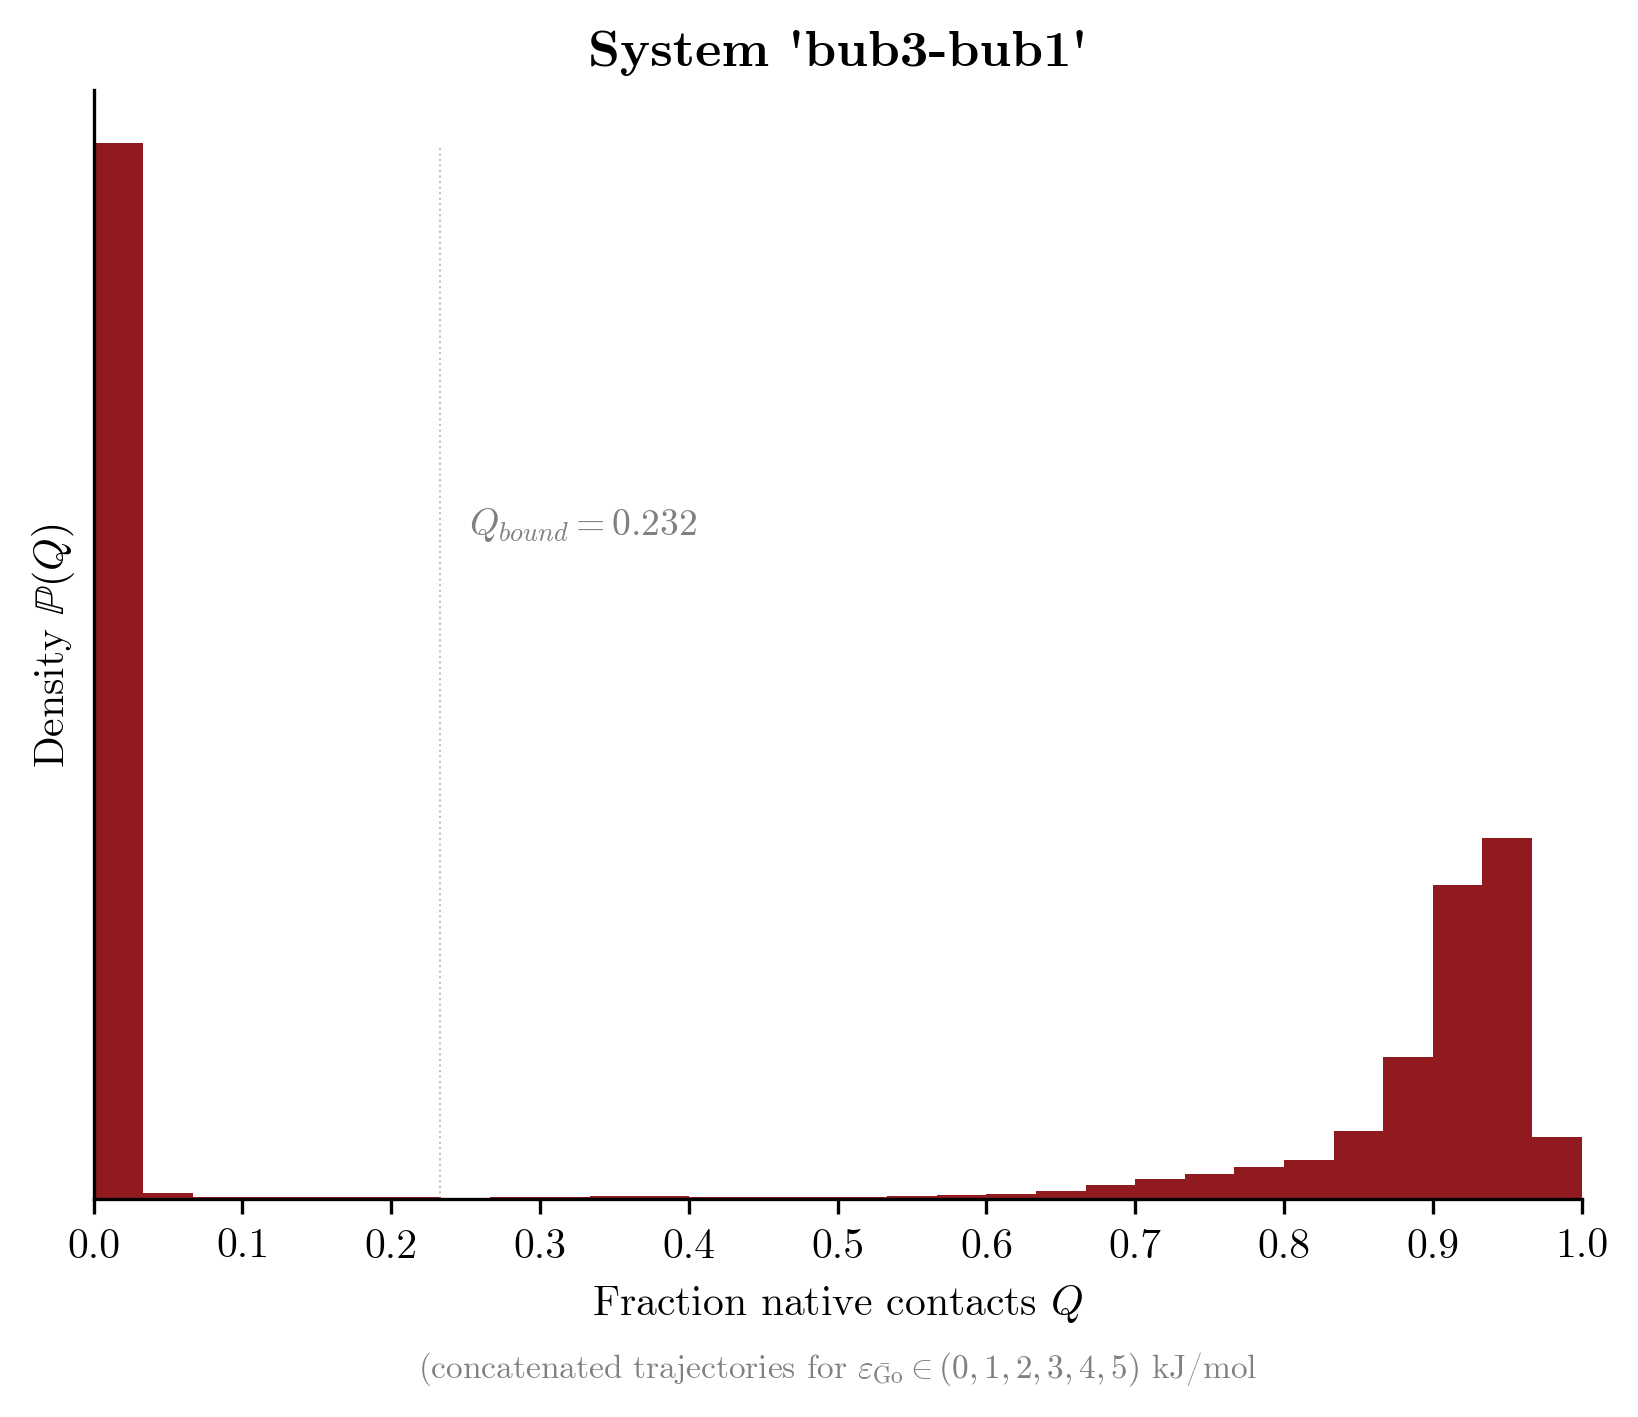 System 'bub3-bub1'
Density ℙ(Q)
Q_bound = 0.232
0.0 0.1 0.2 0.3 0.4 0.5 0.6 0.7 0.8 0.9 1.0
Fraction native contacts Q
(concatenated trajectories for ε_Ḡo ∈ (0, 1, 2, 3, 4, 5) kJ/mol